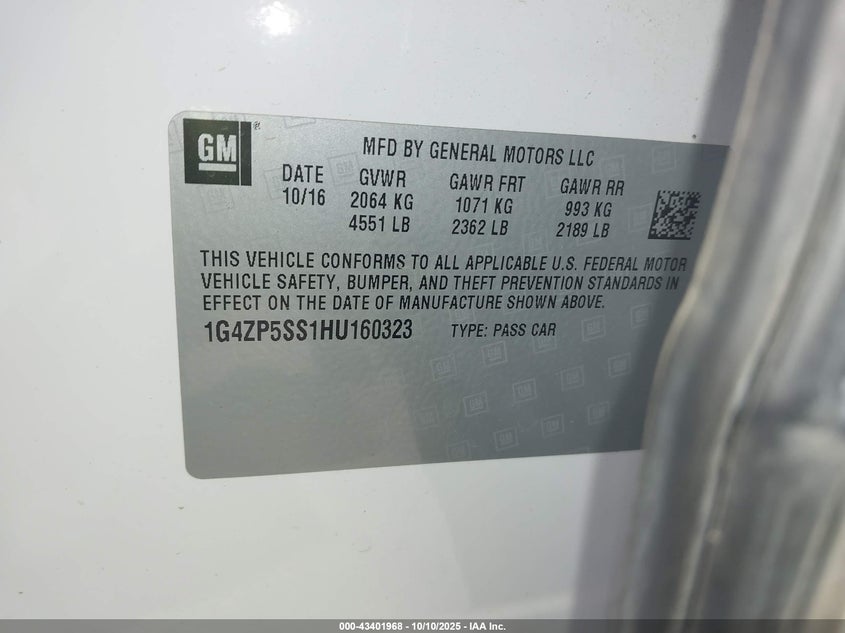 GM®
MFD BY GENERAL MOTORS LLC
DATE GVWR GAWR FRT GAWR RR
10/16 2064 KG 1071 KG 993 KG
4551 LB 2362 LB 2189 LB
THIS VEHICLE CONFORMS TO ALL APPLICABLE U.S. FEDERAL MOTOR
VEHICLE SAFETY, BUMPER, AND THEFT PREVENTION STANDARDS IN
EFFECT ON THE DATE OF MANUFACTURE SHOWN ABOVE.
1G4ZP5SS1HU160323 TYPE: PASS CAR
000-43401968 - 10/10/2025 - IAA Inc.